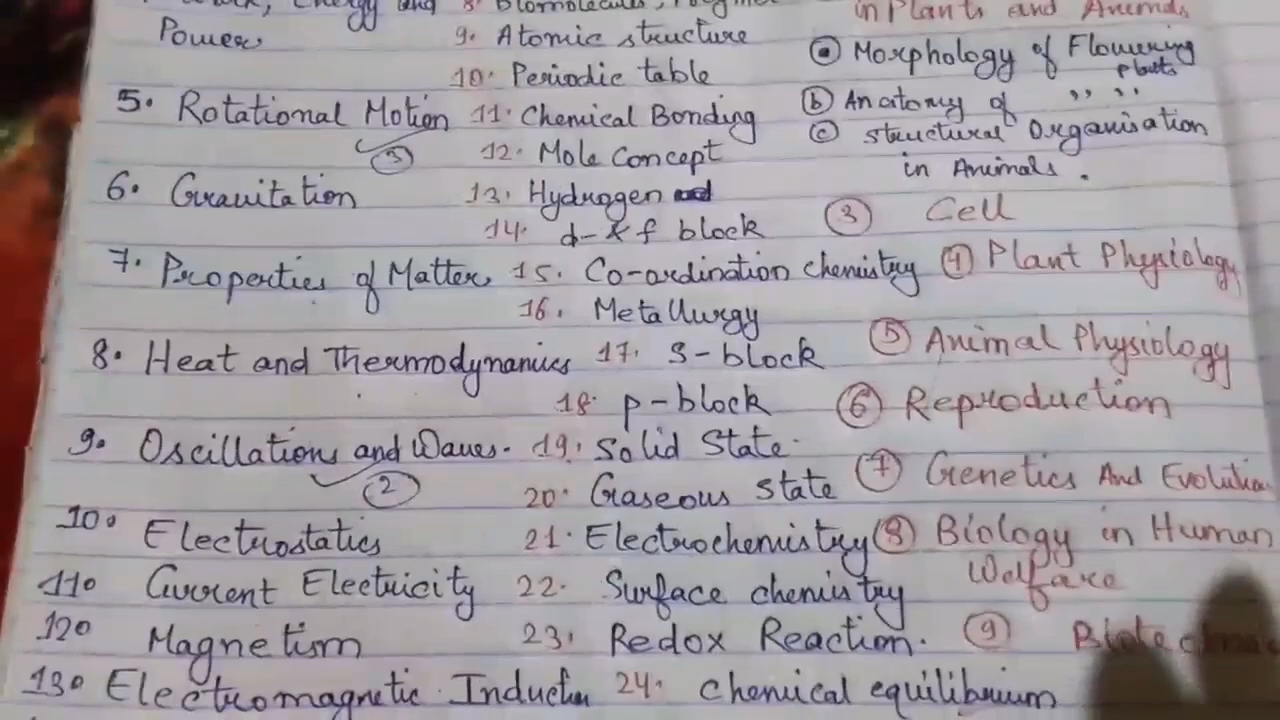 Energy and
Power
5. Rotational Motion
3
6. Gravitation
7. Properties of Matter
8. Heat and Thermodynamics
9. Oscillations and Waves.
2
10. Electrostatics
11. Current Electricity
12. Magnetism
13. Electromagnetic Induction
8. Biomolecules,
9. Atomic structure
10. Periodic table
11. Chemical Bonding
12. Mole Concept
13. Hydrogen
14. d- & f block
15. Co-ordination chemistry
16. Metallurgy
17. S-block
18. p-block
19. Solid State
20. Gaseous state
21. Electrochemistry
22. Surface chemistry
23. Redox Reaction.
24. chemical equilibrium
in Plants and Animals
a Morphology of Flowering
Plants
b Anatomy of " "
c structural Organisation
in Animals.
3 Cell
4 Plant Physiology
5 Animal Physiology
6 Reproduction
7 Genetics And Evolution
8 Biology in Human
Welfare
9